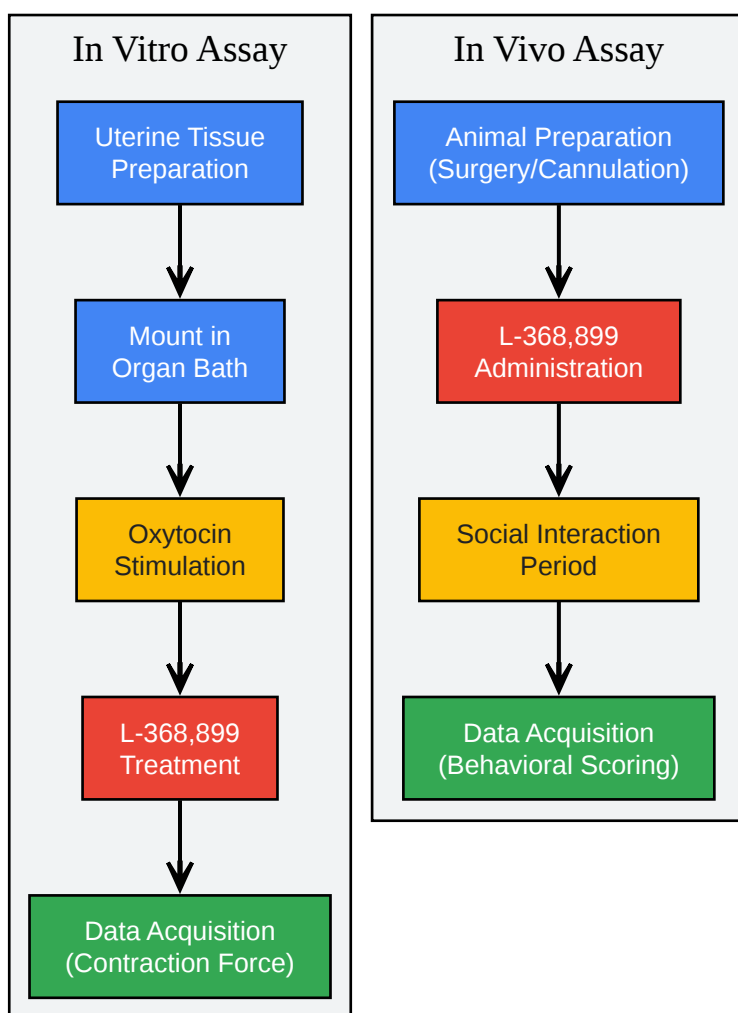 In Vitro Assay
Uterine Tissue
Preparation
Mount in
Organ Bath
Oxytocin
Stimulation
L-368,899
Treatment
Data Acquisition
(Contraction Force)
In Vivo Assay
Animal Preparation
(Surgery/Cannulation)
L-368,899
Administration
Social Interaction
Period
Data Acquisition
(Behavioral Scoring)